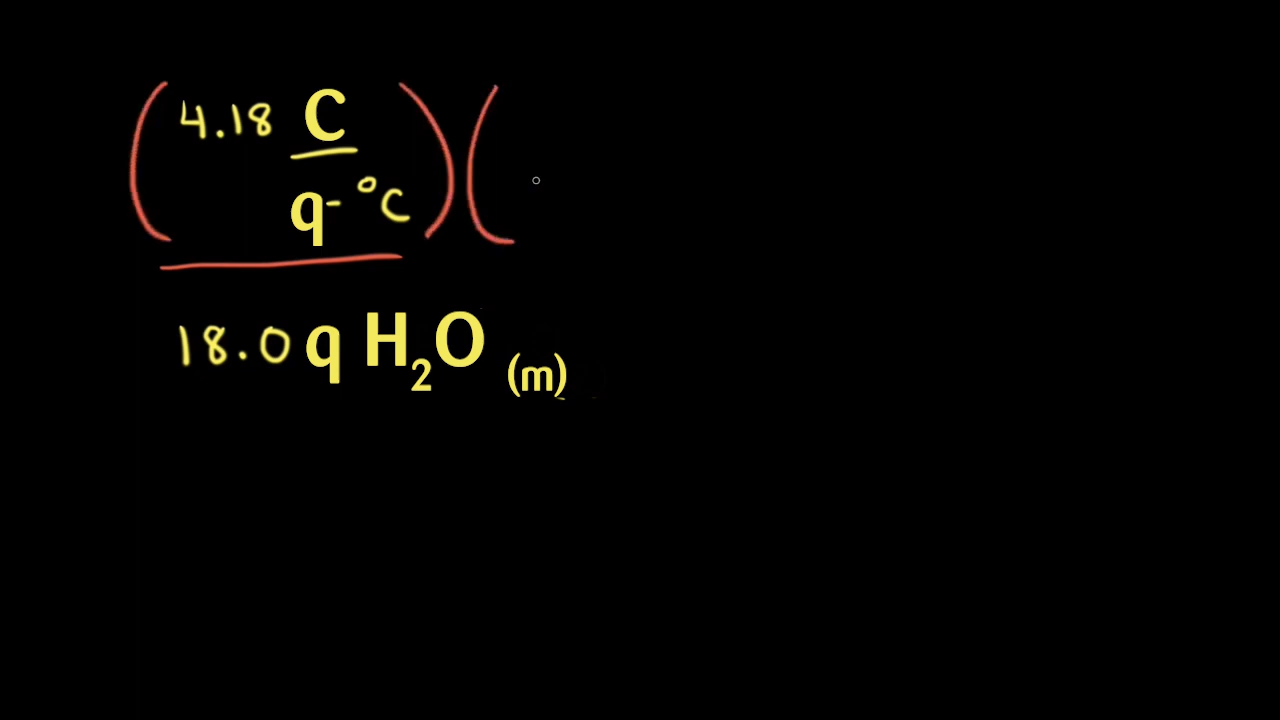 (4.18 C)(
q-°C
18.0 q H₂O (m)